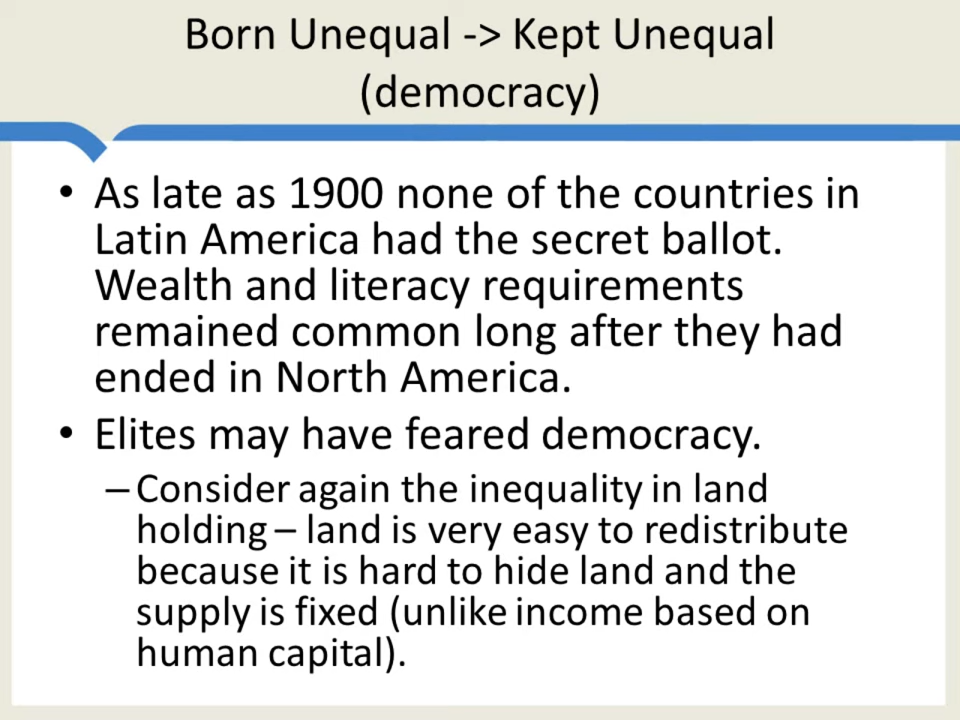 Born Unequal -> Kept Unequal
(democracy)
• As late as 1900 none of the countries in
Latin America had the secret ballot.
Wealth and literacy requirements
remained common long after they had
ended in North America.
• Elites may have feared democracy.
– Consider again the inequality in land
holding – land is very easy to redistribute
because it is hard to hide land and the
supply is fixed (unlike income based on
human capital).